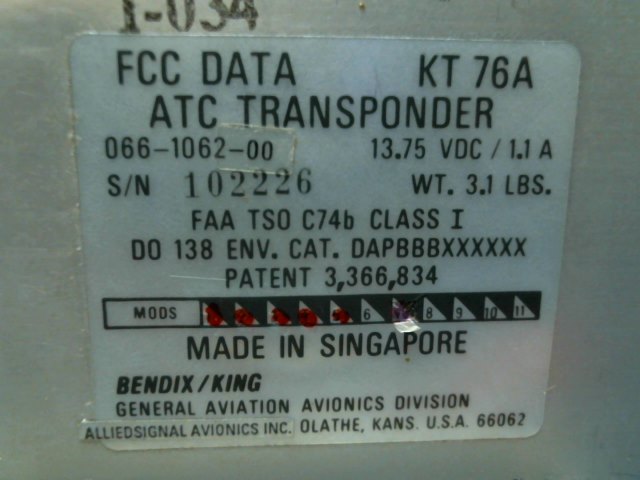 1-034
FCC DATA KT 76A
ATC TRANSPONDER
066-1062-00 13.75 VDC / 1.1 A
S/N 102226 WT. 3.1 LBS.
FAA TSO C74b CLASS I
DO 138 ENV. CAT. DAPBBBXXXXXX
PATENT 3,366,834
MODS 6 8 9 10 11
MADE IN SINGAPORE
BENDIX/KING
GENERAL AVIATION AVIONICS DIVISION
ALLIEDSIGNAL AVIONICS INC. OLATHE, KANS. U.S.A. 66062